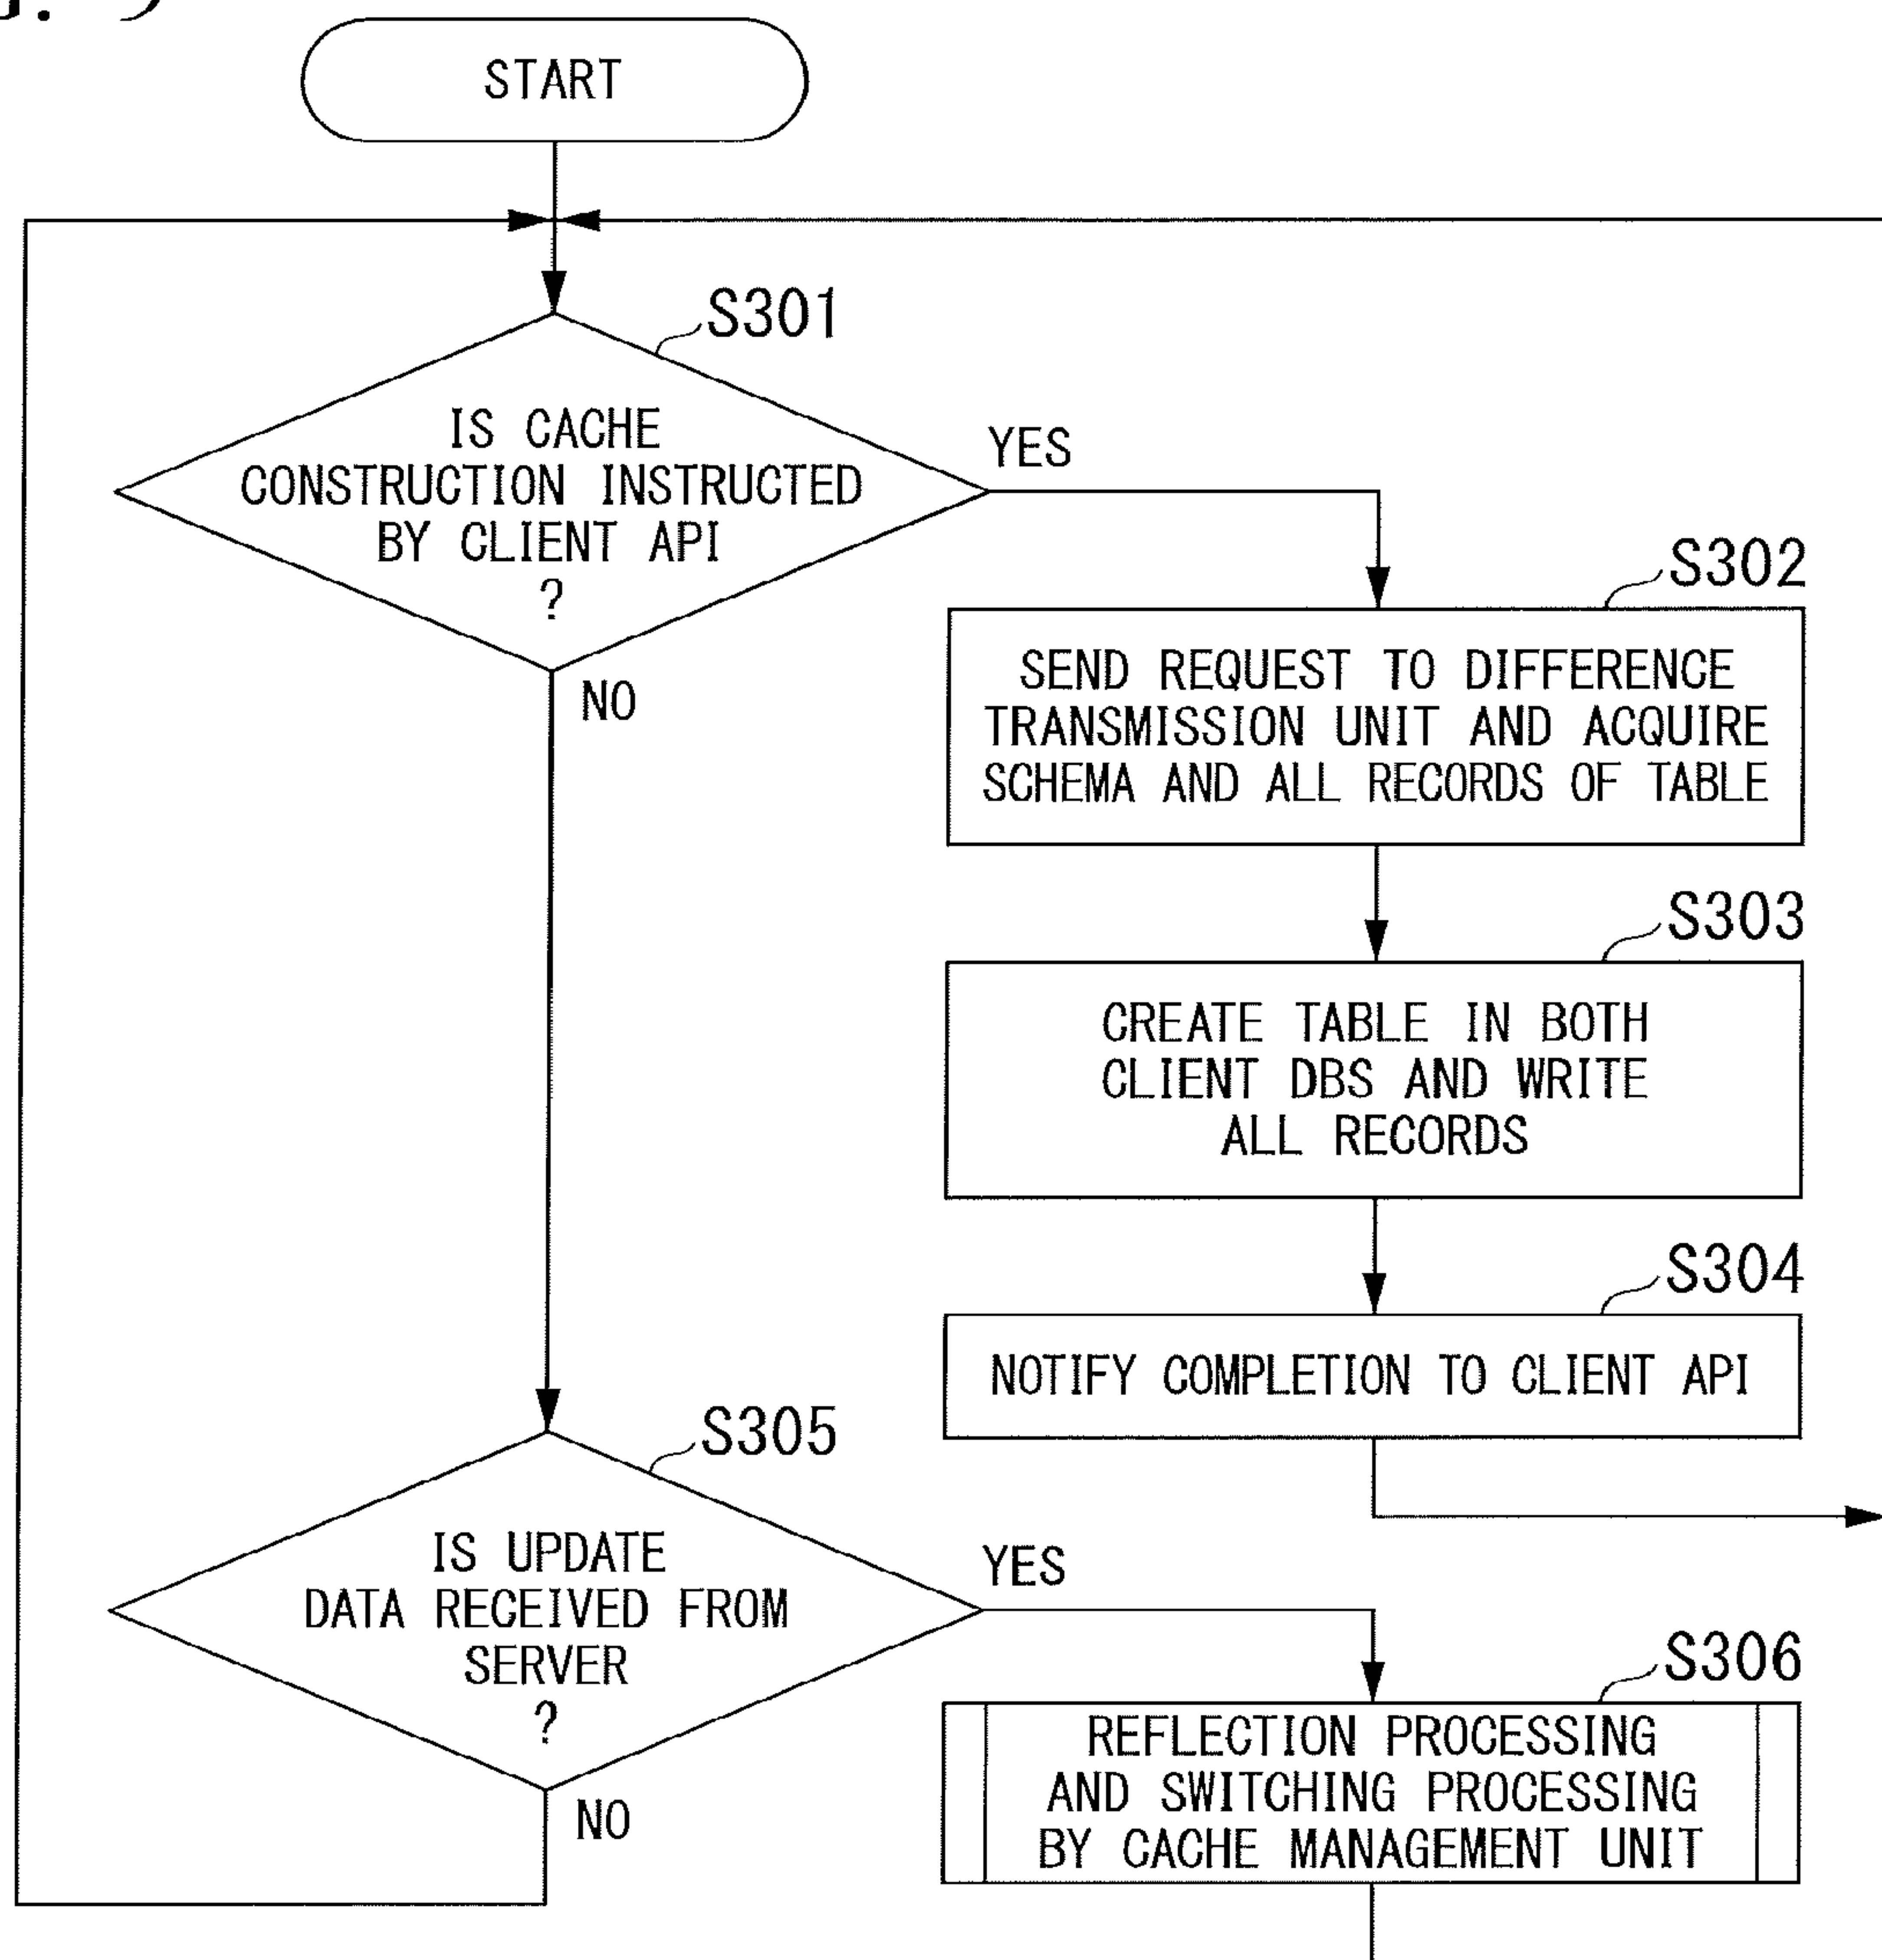 START
S301
IS CACHE
CONSTRUCTION INSTRUCTED
BY CLIENT API
?
YES
NO
S302
SEND REQUEST TO DIFFERENCE
TRANSMISSION UNIT AND ACQUIRE
SCHEMA AND ALL RECORDS OF TABLE
S303
CREATE TABLE IN BOTH
CLIENT DBS AND WRITE
ALL RECORDS
S304
NOTIFY COMPLETION TO CLIENT API
S305
IS UPDATE
DATA RECEIVED FROM
SERVER
?
YES
NO
S306
REFLECTION PROCESSING
AND SWITCHING PROCESSING
BY CACHE MANAGEMENT UNIT